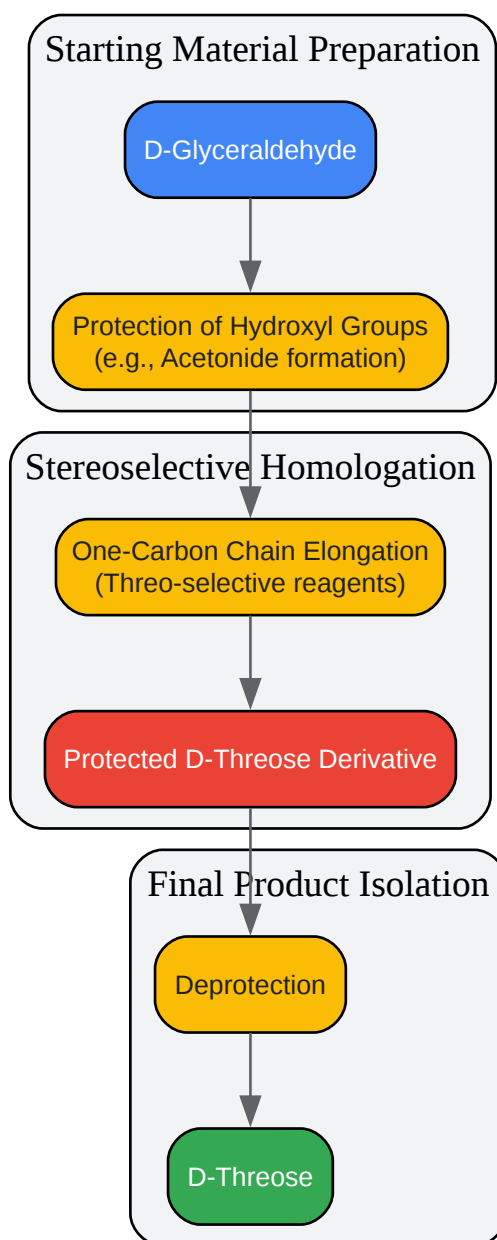 Starting Material Preparation
D-Glyceraldehyde
Protection of Hydroxyl Groups
(e.g., Acetonide formation)
Stereoselective Homologation
One-Carbon Chain Elongation
(Threo-selective reagents)
Protected D-Threose Derivative
Final Product Isolation
Deprotection
D-Threose